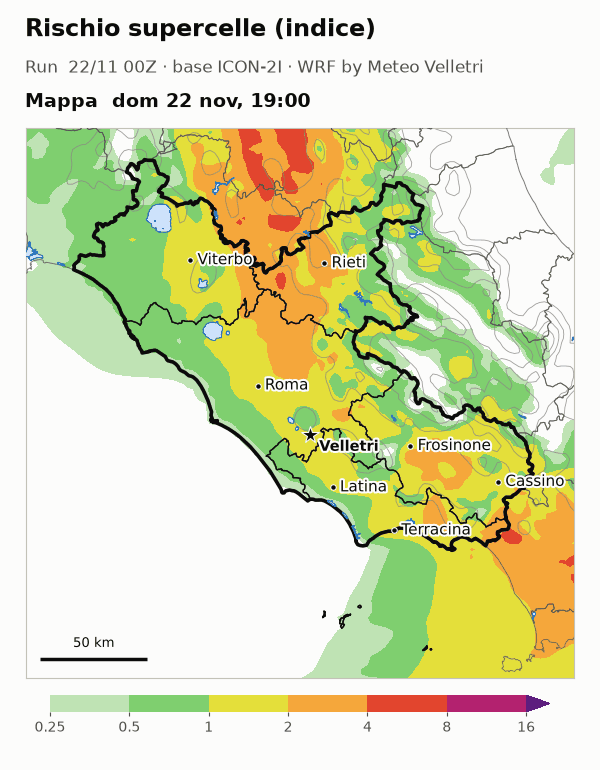 Rischio supercelle (indice)
Run 22/11 00Z · base ICON-2I · WRF by Meteo Velletri
Mappa dom 22 nov, 19:00
Viterbo
Rieti
Roma
Velletri
Frosinone
Cassino
Latina
Terracina
50 km
0.25 0.5 1 2 4 8 16